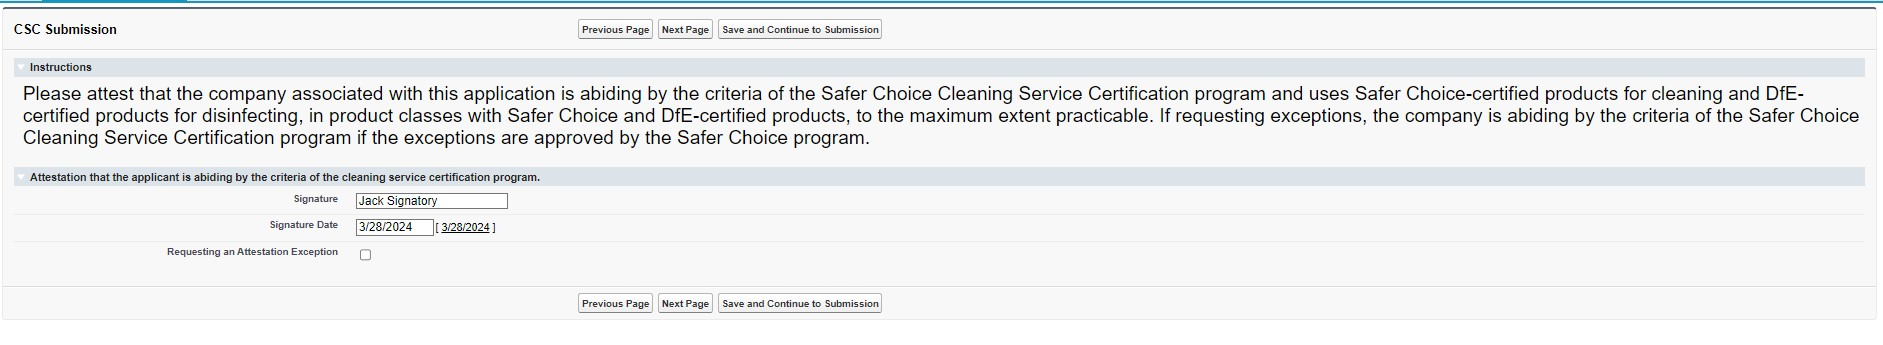 CSC Submission
Previous Page Next Page Save and Continue to Submission
Instructions
Please attest that the company associated with this application is abiding by the criteria of the Safer Choice Cleaning Service Certification program and uses Safer Choice-certified products for cleaning and DfE-
certified products for disinfecting, in product classes with Safer Choice and DfE-certified products, to the maximum extent practicable. If requesting exceptions, the company is abiding by the criteria of the Safer Choice
Cleaning Service Certification program if the exceptions are approved by the Safer Choice program.
Attestation that the applicant is abiding by the criteria of the cleaning service certification program.
Signature Jack Signatory
Signature Date 3/28/2024 [ 3/28/2024 ]
Requesting an Attestation Exception
Previous Page Next Page Save and Continue to Submission